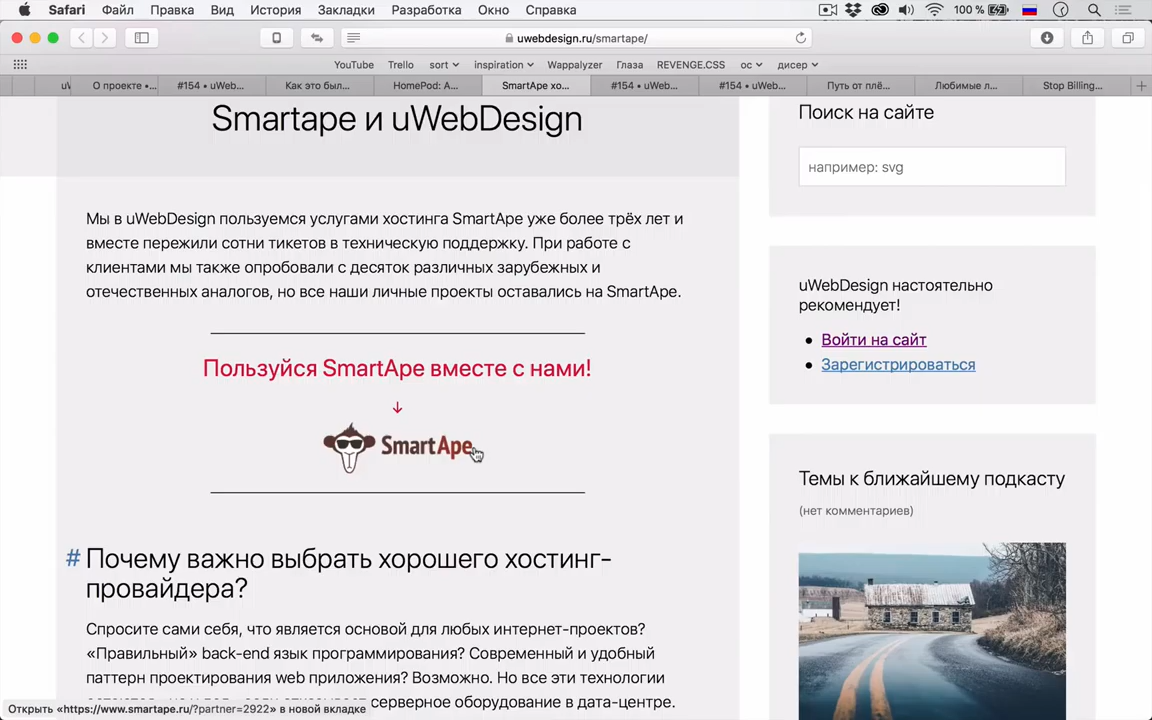 Safari Файл Правка Вид История Закладки Разработка Окно Справка 100 %
uwebdesign.ru/smartape/
YouTube Trello sort inspiration Wappalyzer Глаза REVENGE.CSS ос дисер
О проекте •... #154 • uWeb... Как это был... HomePod: А... SmartApe хо... #154 • uWeb... #154 • uWeb... Путь от плё... Любимые л... Stop Billing...
Smartape и uWebDesign
Мы в uWebDesign пользуемся услугами хостинга SmartApe уже более трёх лет и
вместе пережили сотни тикетов в техническую поддержку. При работе с
клиентами мы также опробовали с десяток различных зарубежных и
отечественных аналогов, но все наши личные проекты оставались на SmartApe.
Пользуйся SmartApe вместе с нами!
↓
SmartApe
# Почему важно выбрать хорошего хостинг-
провайдера?
Спросите сами себя, что является основой для любых интернет-проектов?
«Правильный» back-end язык программирования? Современный и удобный
паттерн проектирования web приложения? Возможно. Но все эти технологии
серверное оборудование в дата-центре.
Открыть «https://www.smartape.ru/?partner=2922» в новой вкладке
Поиск на сайте
например: svg
uWebDesign настоятельно
рекомендует!
Войти на сайт
Зарегистрироваться
Темы к ближайшему подкасту
(нет комментариев)